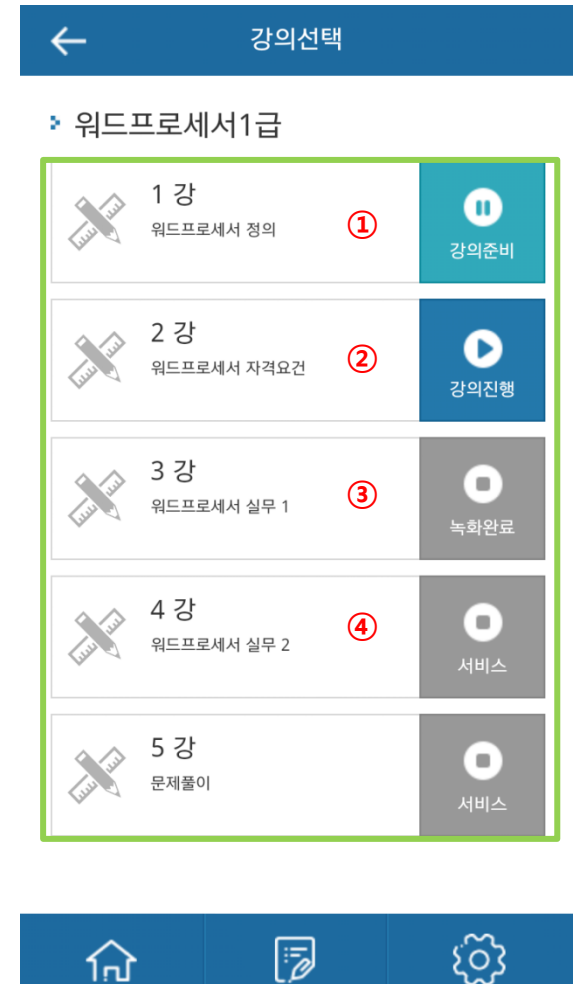 강의선택
워드프로세서1급
1 강
워드프로세서 정의
①
강의준비
2 강
워드프로세서 자격요건
②
강의진행
3 강
워드프로세서 실무 1
③
녹화완료
4 강
워드프로세서 실무 2
④
서비스
5 강
문제풀이
서비스